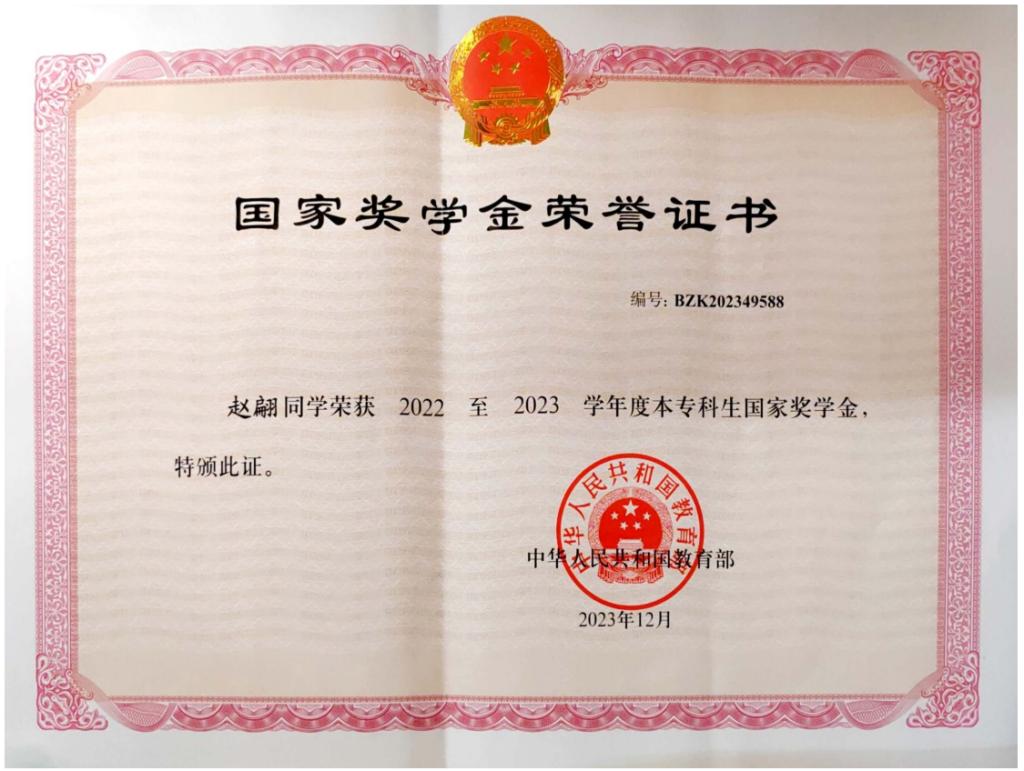 国家奖学金荣誉证书
编号: BZK202349588
赵翩同学荣获 2022 至 2023 学年度本专科生国家奖学金，
特颁此证。
中华人民共和国教育部
中华人民共和国教育部
2023年12月